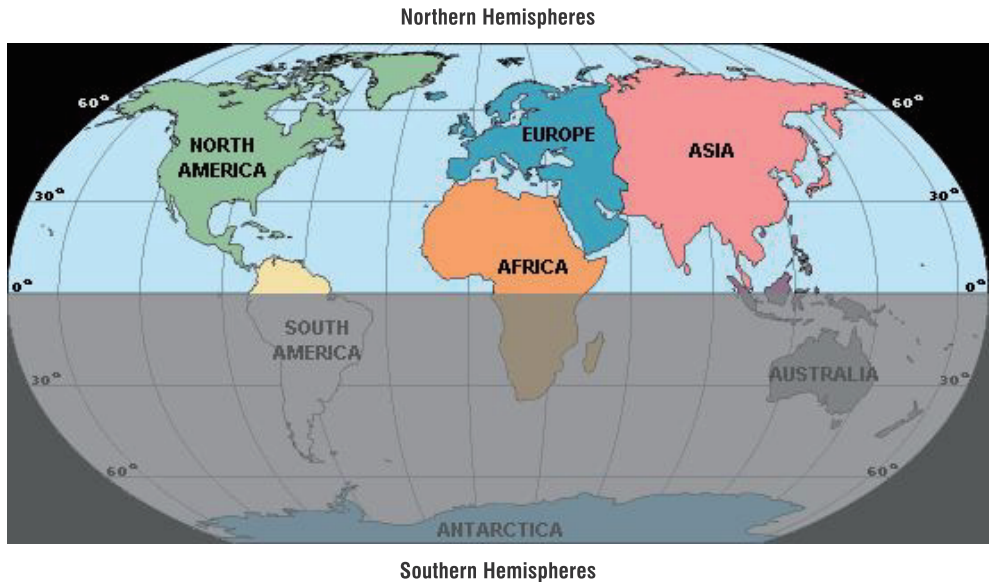 Northern Hemispheres
60°
60°
NORTH
AMERICA
EUROPE
ASIA
30°
30°
AFRICA
0°
0°
SOUTH
AMERICA
AUSTRALIA
30°
30°
60°
60°
ANTARCTICA
Southern Hemispheres